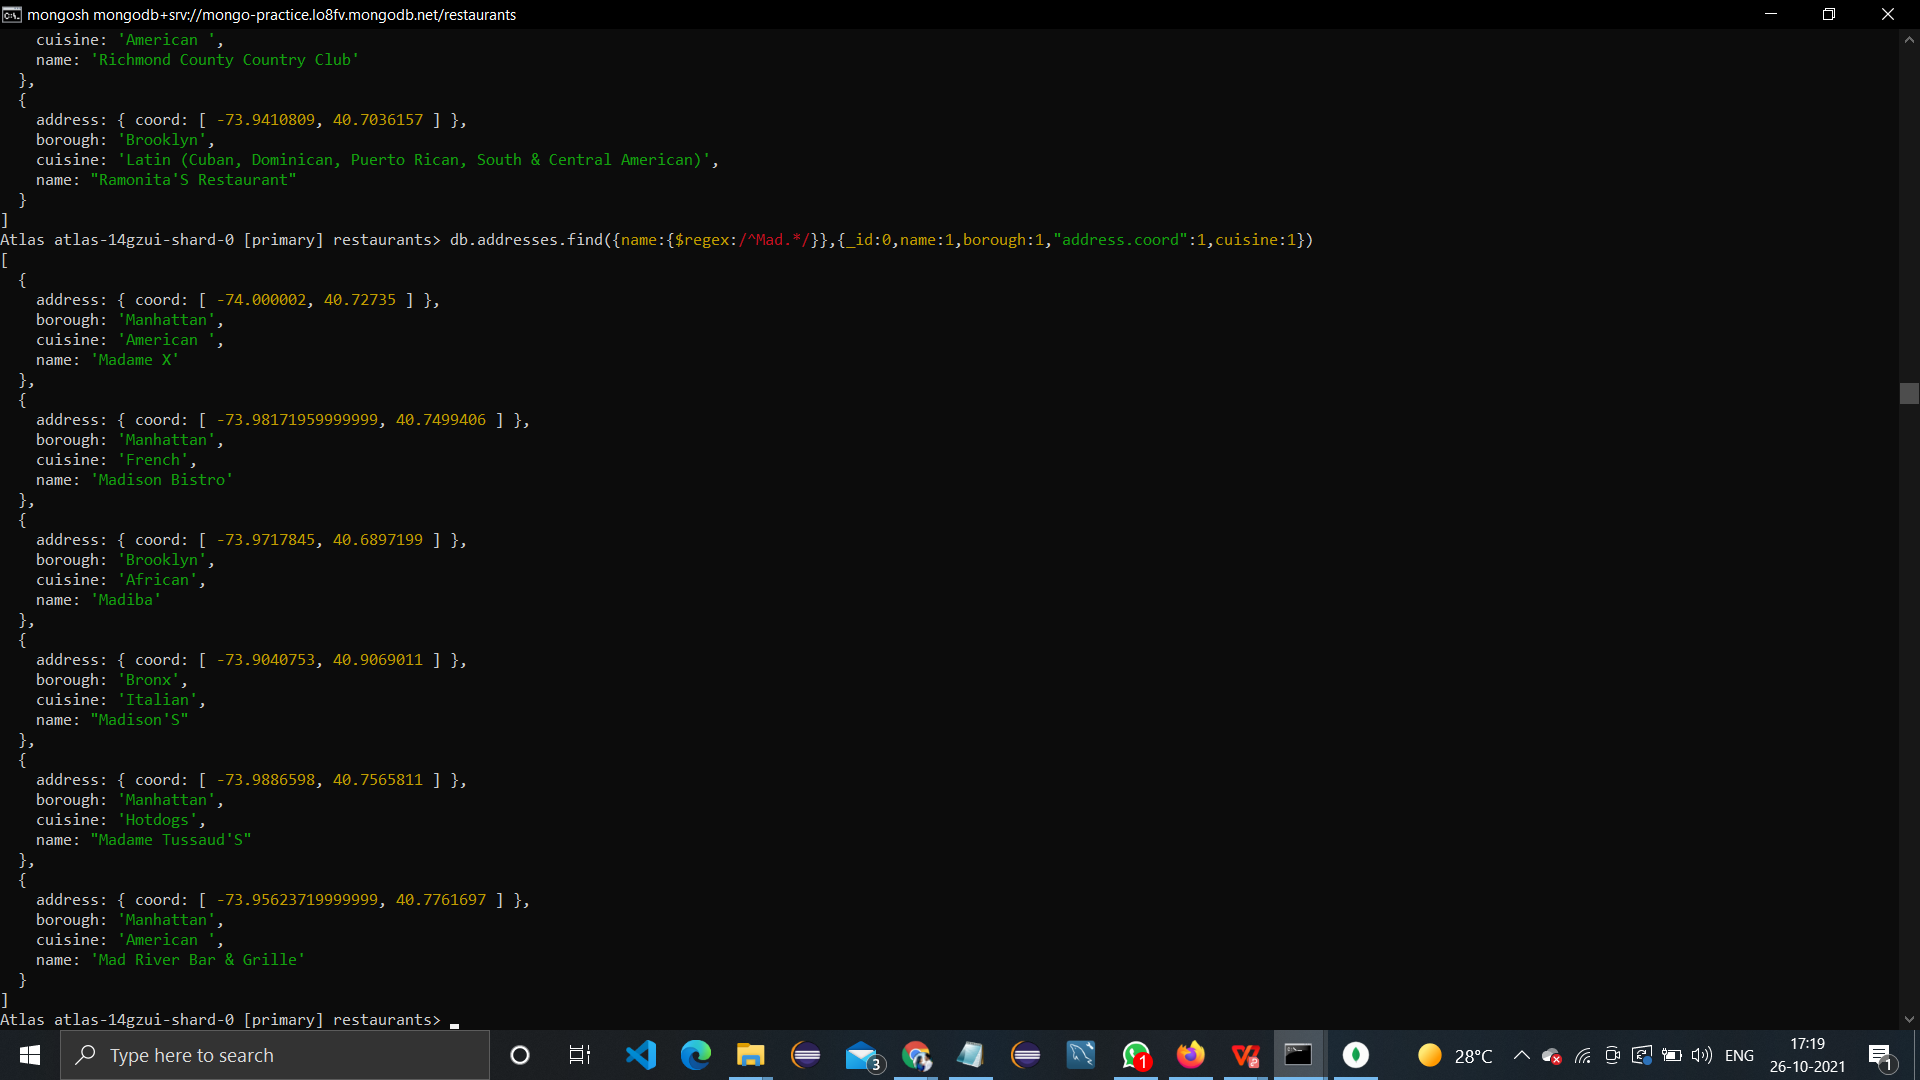 mongosh mongodb+srv://mongo-practice.lo8fv.mongodb.net/restaurants
    cuisine: 'American ',
    name: 'Richmond County Country Club'
  },
  {
    address: { coord: [ -73.9410809, 40.7036157 ] },
    borough: 'Brooklyn',
    cuisine: 'Latin (Cuban, Dominican, Puerto Rican, South & Central American)',
    name: "Ramonita'S Restaurant"
  }
]
Atlas atlas-14gzui-shard-0 [primary] restaurants> db.addresses.find({name:{$regex:/^Mad.*/}},{_id:0,name:1,borough:1,"address.coord":1,cuisine:1})
[
  {
    address: { coord: [ -74.000002, 40.72735 ] },
    borough: 'Manhattan',
    cuisine: 'American ',
    name: 'Madame X'
  },
  {
    address: { coord: [ -73.98171959999999, 40.7499406 ] },
    borough: 'Manhattan',
    cuisine: 'French',
    name: 'Madison Bistro'
  },
  {
    address: { coord: [ -73.9717845, 40.6897199 ] },
    borough: 'Brooklyn',
    cuisine: 'African',
    name: 'Madiba'
  },
  {
    address: { coord: [ -73.9040753, 40.9069011 ] },
    borough: 'Bronx',
    cuisine: 'Italian',
    name: "Madison'S"
  },
  {
    address: { coord: [ -73.9886598, 40.7565811 ] },
    borough: 'Manhattan',
    cuisine: 'Hotdogs',
    name: "Madame Tussaud'S"
  },
  {
    address: { coord: [ -73.95623719999999, 40.7761697 ] },
    borough: 'Manhattan',
    cuisine: 'American ',
    name: 'Mad River Bar & Grille'
  }
]
Atlas atlas-14gzui-shard-0 [primary] restaurants>
Type here to search
3
1
28°C
ENG
17:19
26-10-2021
1